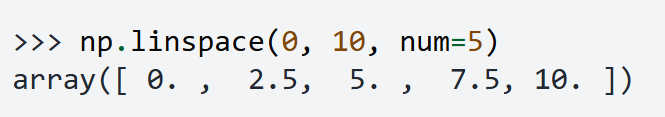 >>> np.linspace(0, 10, num=5)
array([ 0. ,  2.5,  5. ,  7.5, 10. ])